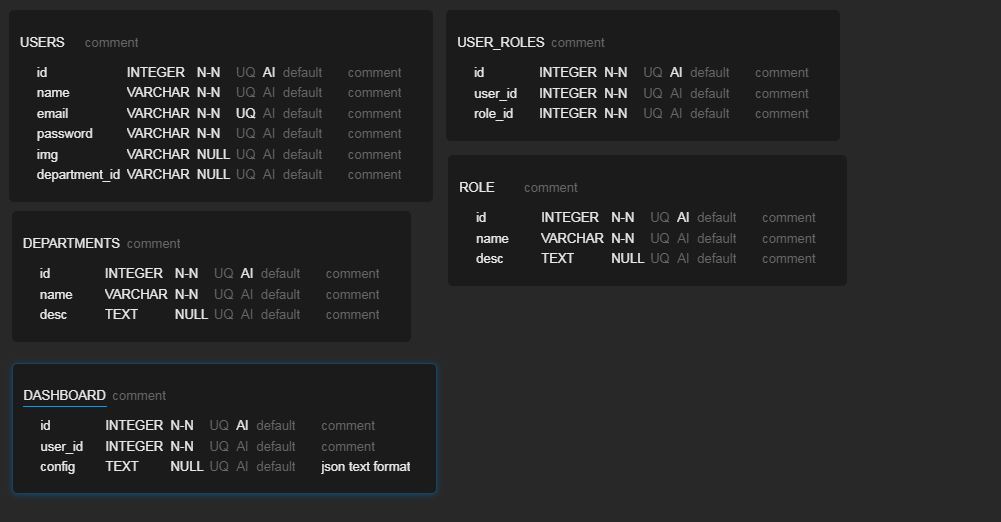 USERS comment
id INTEGER N-N UQ AI default comment
name VARCHAR N-N UQ AI default comment
email VARCHAR N-N UQ AI default comment
password VARCHAR N-N UQ AI default comment
img VARCHAR NULL UQ AI default comment
department_id VARCHAR NULL UQ AI default comment
DEPARTMENTS comment
id INTEGER N-N UQ AI default comment
name VARCHAR N-N UQ AI default comment
desc TEXT NULL UQ AI default comment
DASHBOARD comment
id INTEGER N-N UQ AI default comment
user_id INTEGER N-N UQ AI default comment
config TEXT NULL UQ AI default json text format
USER_ROLES comment
id INTEGER N-N UQ AI default comment
user_id INTEGER N-N UQ AI default comment
role_id INTEGER N-N UQ AI default comment
ROLE comment
id INTEGER N-N UQ AI default comment
name VARCHAR N-N UQ AI default comment
desc TEXT NULL UQ AI default comment